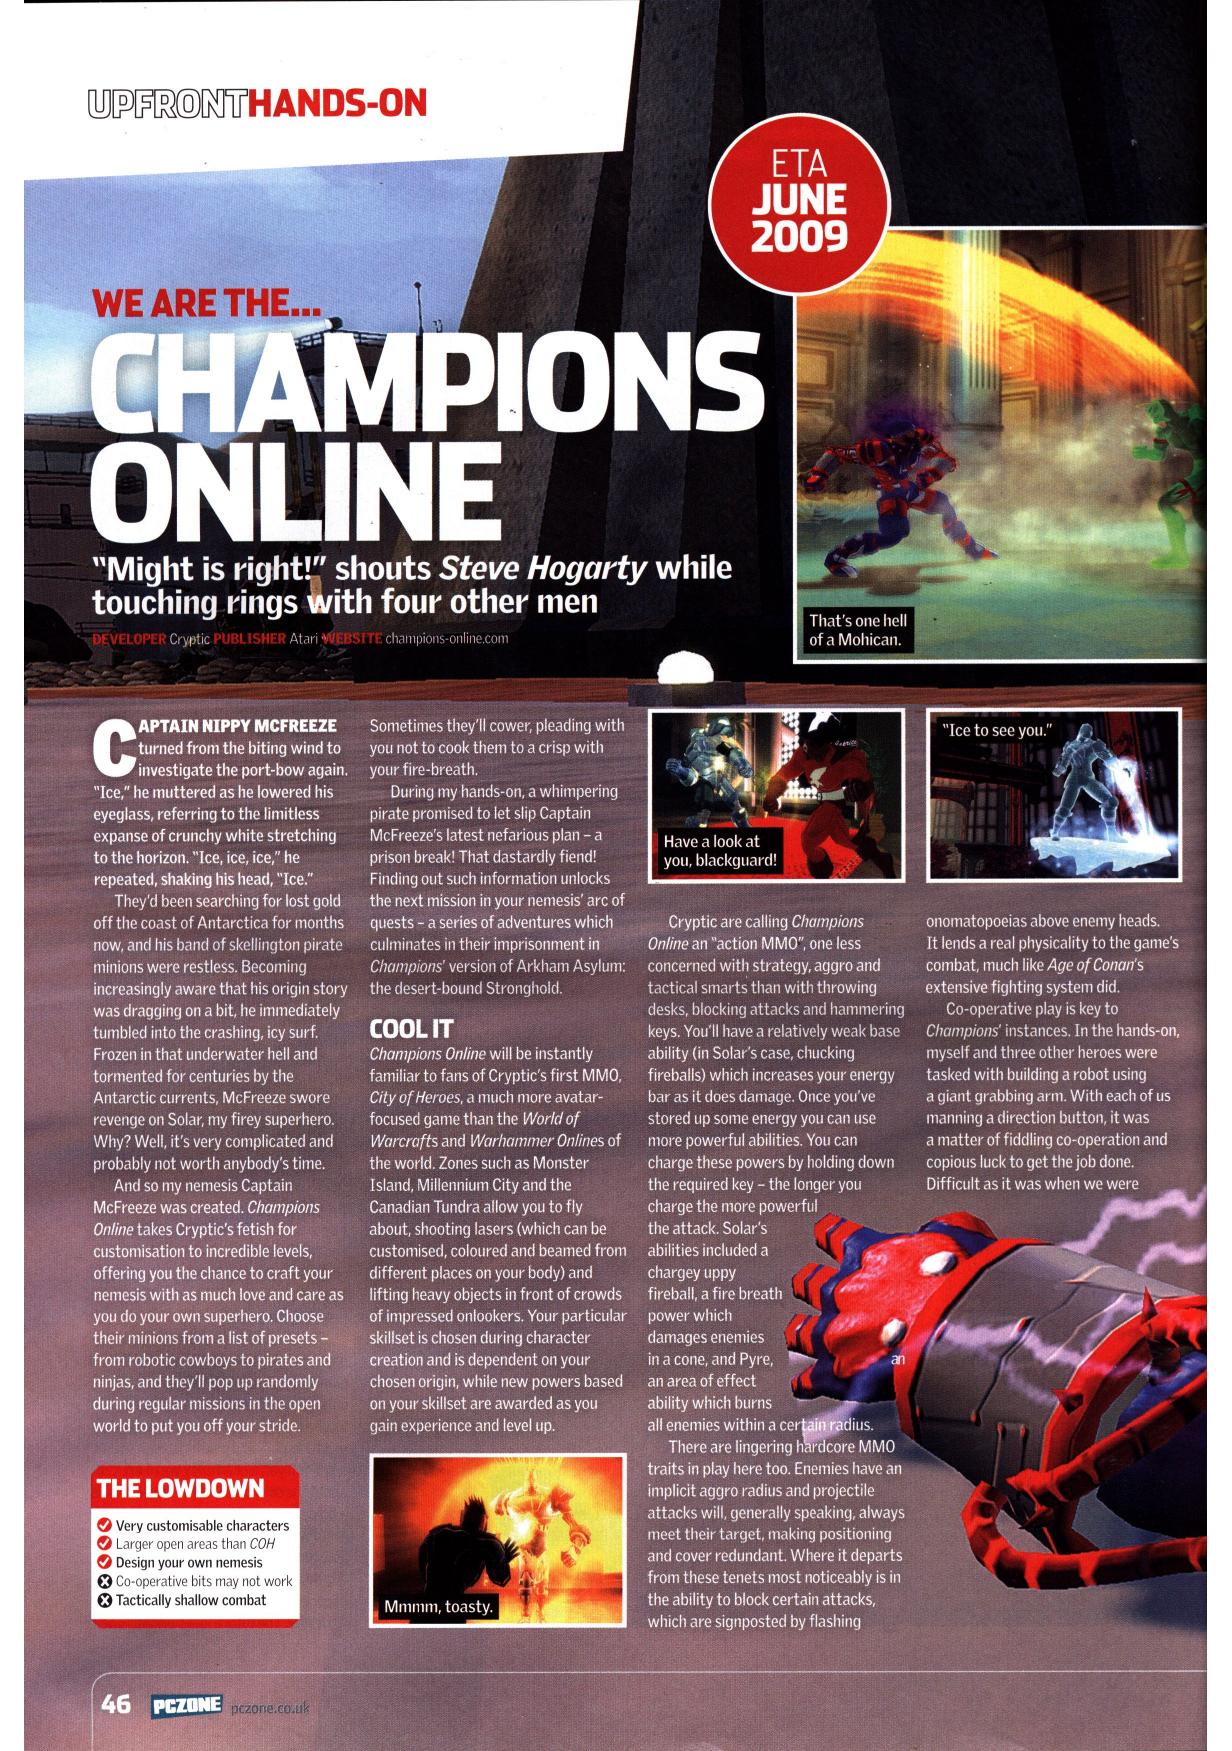 UPFRONTHANDS-ON
ETA
JUNE
2009
WE ARE THE...
CHAMPIONS
ONLINE
“Might is right!” shouts Steve Hogarty while
touching rings with four other men
DEVELOPER Cryptic PUBLISHER Atari WEBSITE champions-online.com
That's one hell
of a Mohican.
CAPTAIN NIPPY MCFREEZE
turned from the biting wind to
investigate the port-bow again.
“Ice,” he muttered as he lowered his
eyeglass, referring to the limitless
expanse of crunchy white stretching
to the horizon. “Ice, ice, ice,” he
repeated, shaking his head, “Ice.”
They'd been searching for lost gold
off the coast of Antarctica for months
now, and his band of skellington pirate
minions were restless. Becoming
increasingly aware that his origin story
was dragging on a bit, he immediately
tumbled into the crashing, icy surf.
Frozen in that underwater hell and
tormented for centuries by the
Antarctic currents, McFreeze swore
revenge on Solar, my firey superhero.
Why? Well, it's very complicated and
probably not worth anybody's time.
And so my nemesis Captain
McFreeze was created. Champions
Online takes Cryptic's fetish for
customisation to incredible levels,
offering you the chance to craft your
nemesis with as much love and care as
you do your own superhero. Choose
their minions from a list of presets –
from robotic cowboys to pirates and
ninjas, and they'll pop up randomly
during regular missions in the open
world to put you off your stride.
THE LOWDOWN
Very customisable characters
Larger open areas than COH
Design your own nemesis
Co-operative bits may not work
Tactically shallow combat
Sometimes they'll cower, pleading with
you not to cook them to a crisp with
your fire-breath.
During my hands-on, a whimpering
pirate promised to let slip Captain
McFreeze's latest nefarious plan – a
prison break! That dastardly fiend!
Finding out such information unlocks
the next mission in your nemesis' arc of
quests – a series of adventures which
culminates in their imprisonment in
Champions' version of Arkham Asylum:
the desert-bound Stronghold.
COOL IT
Champions Online will be instantly
familiar to fans of Cryptic's first MMO,
City of Heroes, a much more avatar-
focused game than the World of
Warcrafts and Warhammer Onlines of
the world. Zones such as Monster
Island, Millennium City and the
Canadian Tundra allow you to fly
about, shooting lasers (which can be
customised, coloured and beamed from
different places on your body) and
lifting heavy objects in front of crowds
of impressed onlookers. Your particular
skillset is chosen during character
creation and is dependent on your
chosen origin, while new powers based
on your skillset are awarded as you
gain experience and level up.
Mmmm, toasty.
Have a look at
you, blackguard!
Cryptic are calling Champions
Online an “action MMO”, one less
concerned with strategy, aggro and
tactical smarts than with throwing
desks, blocking attacks and hammering
keys. You'll have a relatively weak base
ability (in Solar's case, chucking
fireballs) which increases your energy
bar as it does damage. Once you've
stored up some energy you can use
more powerful abilities. You can
charge these powers by holding down
the required key – the longer you
charge the more powerful
the attack. Solar's
abilities included a
chargey uppy
fireball, a fire breath
power which
damages enemies
in a cone, and Pyre,
an
an area of effect
ability which burns
all enemies within a certain radius.
There are lingering hardcore MMO
traits in play here too. Enemies have an
implicit aggro radius and projectile
attacks will, generally speaking, always
meet their target, making positioning
and cover redundant. Where it departs
from these tenets most noticeably is in
the ability to block certain attacks,
which are signposted by flashing
“Ice to see you.”
onomatopoeias above enemy heads.
It lends a real physicality to the game's
combat, much like Age of Conan's
extensive fighting system did.
Co-operative play is key to
Champions' instances. In the hands-on,
myself and three other heroes were
tasked with building a robot using
a giant grabbing arm. With each of us
manning a direction button, it was
a matter of fiddling co-operation and
copious luck to get the job done.
Difficult as it was when we were
46 PCZONE pczone.co.uk